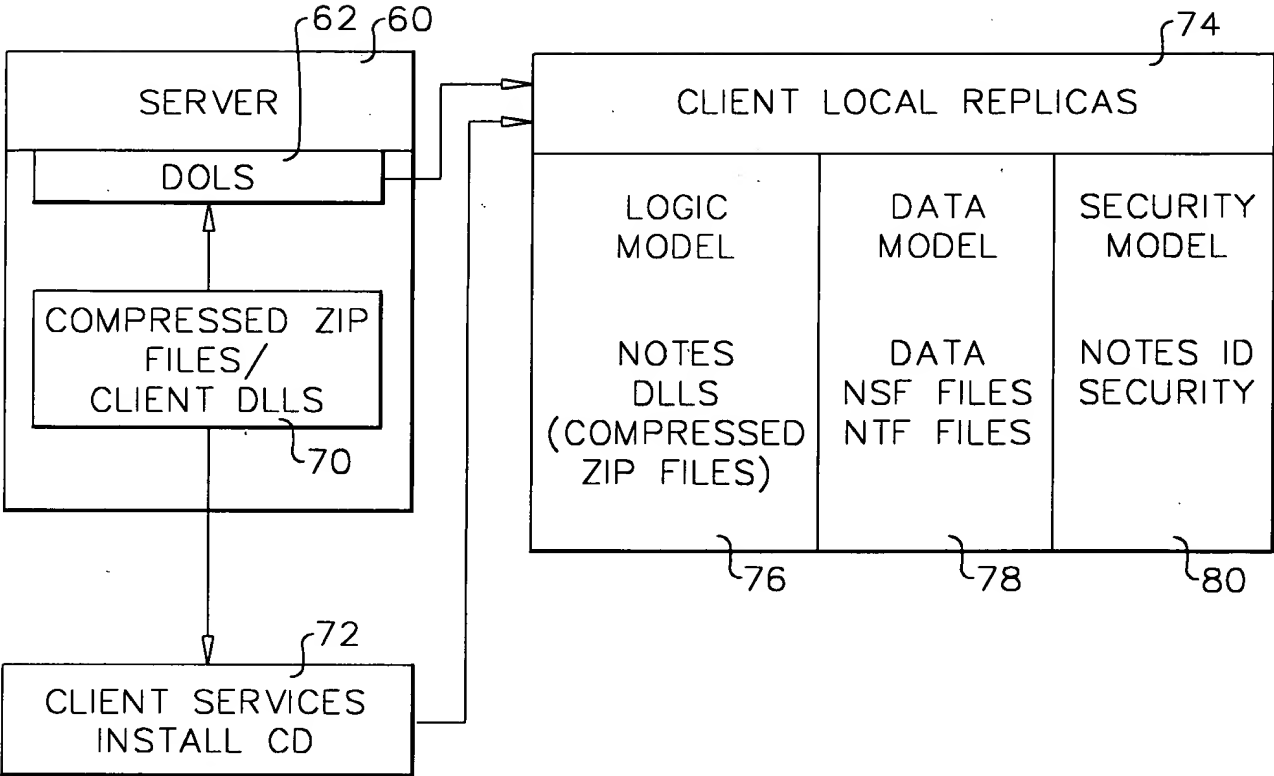 62
60
SERVER
DOLS
COMPRESSED ZIP
FILES/
CLIENT DLLS
70
72
CLIENT SERVICES
INSTALL CD
74
CLIENT LOCAL REPLICAS
LOGIC
MODEL
NOTES
DLLS
(COMPRESSED
ZIP FILES)
76
DATA
MODEL
DATA
NSF FILES
NTF FILES
78
SECURITY
MODEL
NOTES ID
SECURITY
80